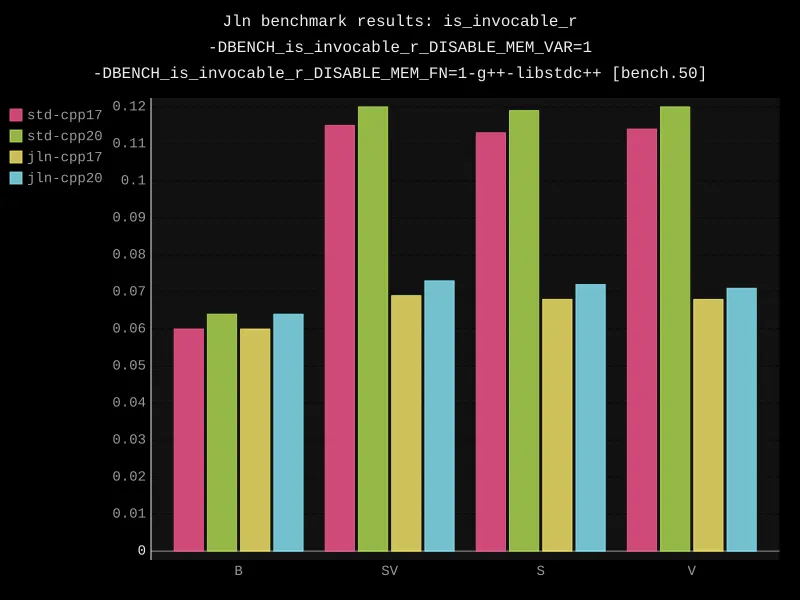 Jln benchmark results: is_invocable_r
-DBENCH_is_invocable_r_DISABLE_MEM_VAR=1
-DBENCH_is_invocable_r_DISABLE_MEM_FN=1-g++-libstdc++ [bench.50]
std-cpp17
std-cpp20
jln-cpp17
jln-cpp20
0.12
0.11
0.1
0.09
0.08
0.07
0.06
0.05
0.04
0.03
0.02
0.01
0
B SV S V